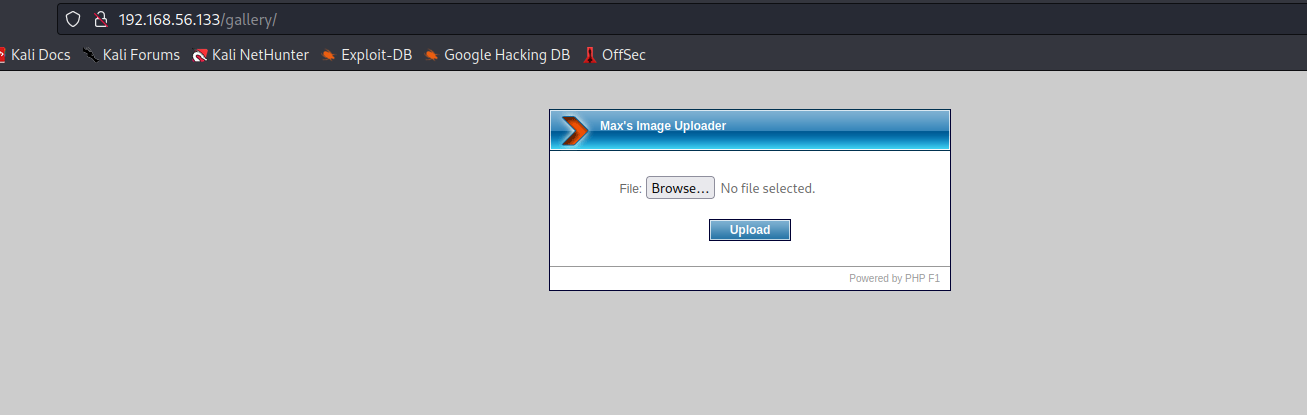 192.168.56.133/gallery/
Kali Docs Kali Forums Kali NetHunter Exploit-DB Google Hacking DB OffSec
Max's Image Uploader
File: Browse... No file selected.
Upload
Powered by PHP F1